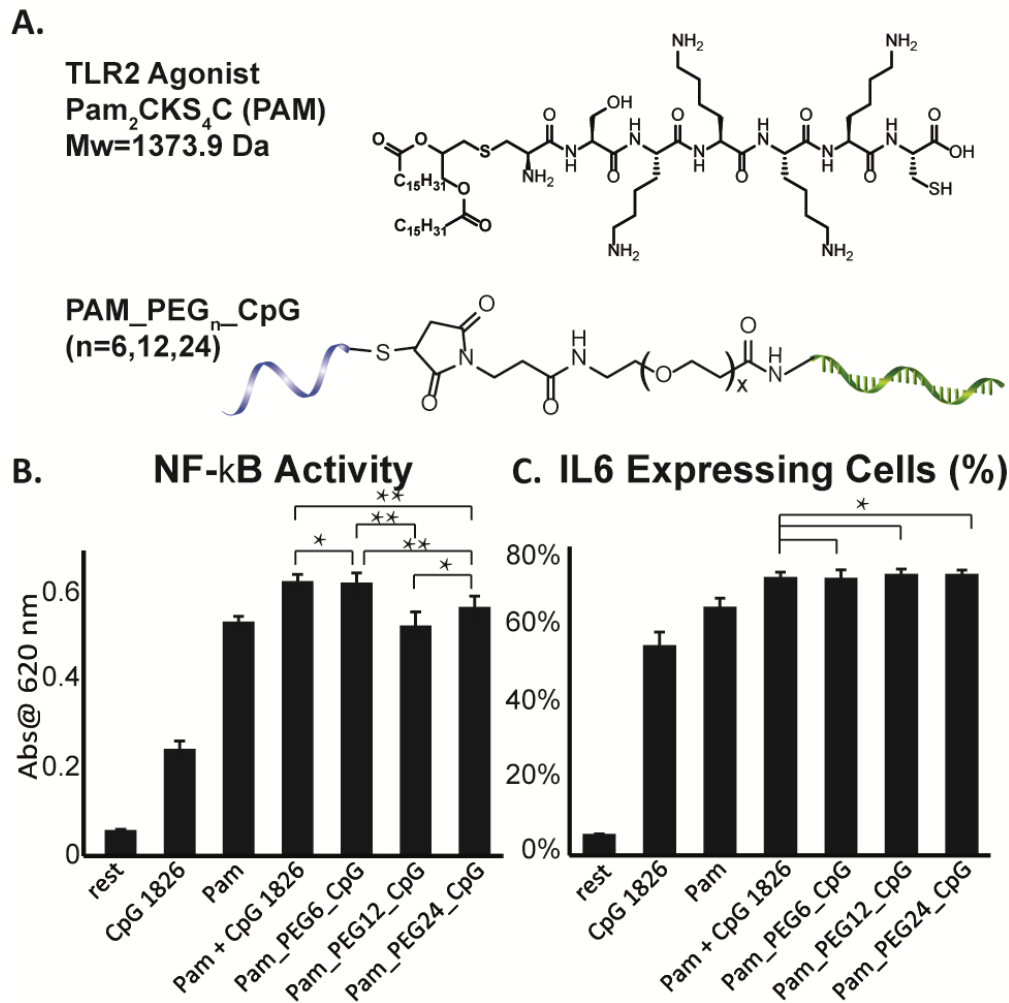 A.
TLR2 Agonist
Pam2CKS4C (PAM)
Mw=1373.9 Da
NH2 NH2
OH O O O
O S O H N H N H N OH
O N H O N H O N H O SH
C15H31 O NH2
C15H31 O NH2 NH2
PAM_PEGn_CpG
(n=6,12,24)
O O
S N H N O H N
O O x
B. NF-kB Activity
** 
** 
* **
*
Abs@ 620 nm
0.6
0.4
0.2
0
rest
CpG 1826
Pam
Pam + CpG 1826
Pam_PEG6_CpG
Pam_PEG12_CpG
Pam_PEG24_CpG
C. IL6 Expressing Cells (%)
*
80%
60%
40%
20%
0%
rest
CpG 1826
Pam
Pam + CpG 1826
Pam_PEG6_CpG
Pam_PEG12_CpG
Pam_PEG24_CpG